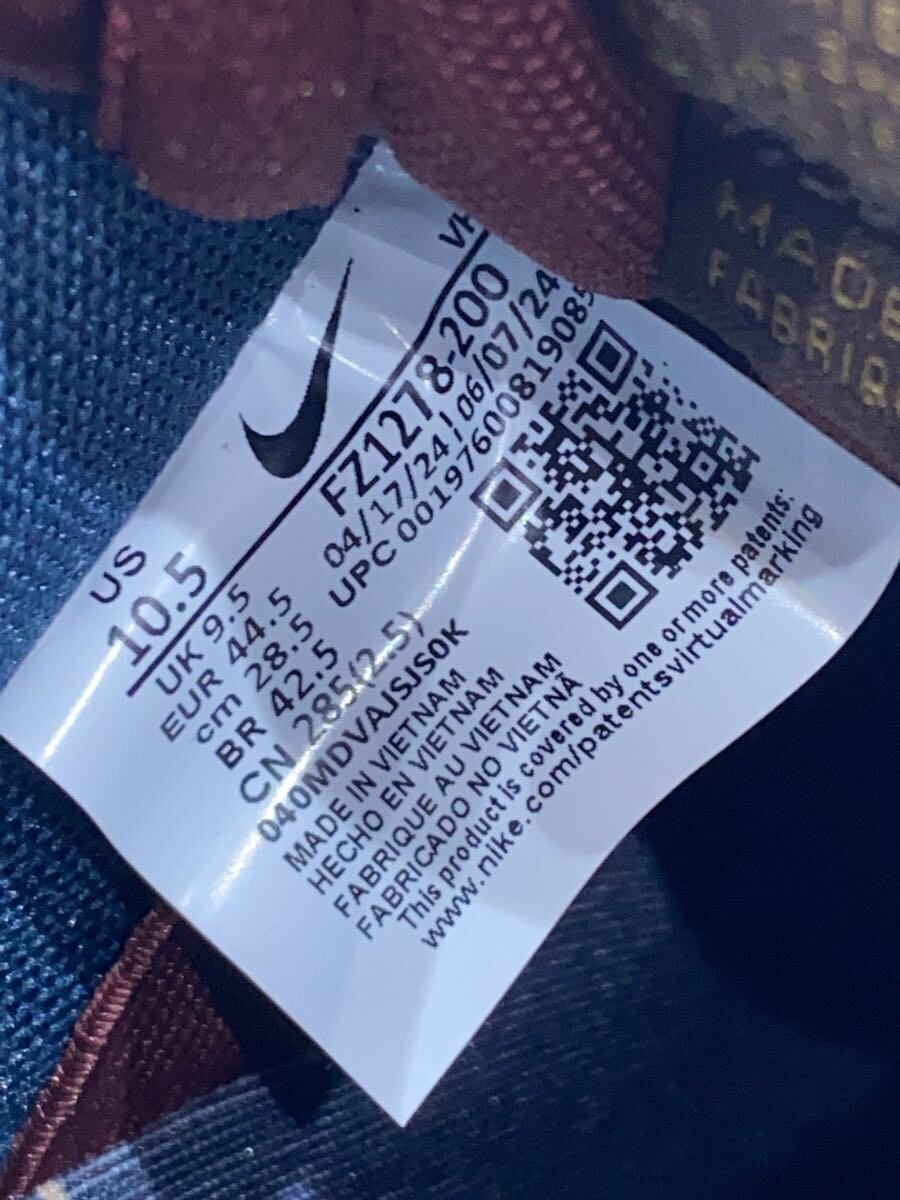 US
10.5
UK 9.5
EUR 44.5
cm 28.5
BR 42.5
CN 285(2.5)
FZ1278-200
04/17/24 | 06/07/24
040MDVAJSJS0K
MADE IN VIETNAM
HECHO EN VIETNAM
FABRIQUE AU VIETNAM
FABRICADO NO VIETNÃ
This product is covered by one or more patents:
www.nike.com/patentsvirtualmarking
UPC 00197600819089
MADE